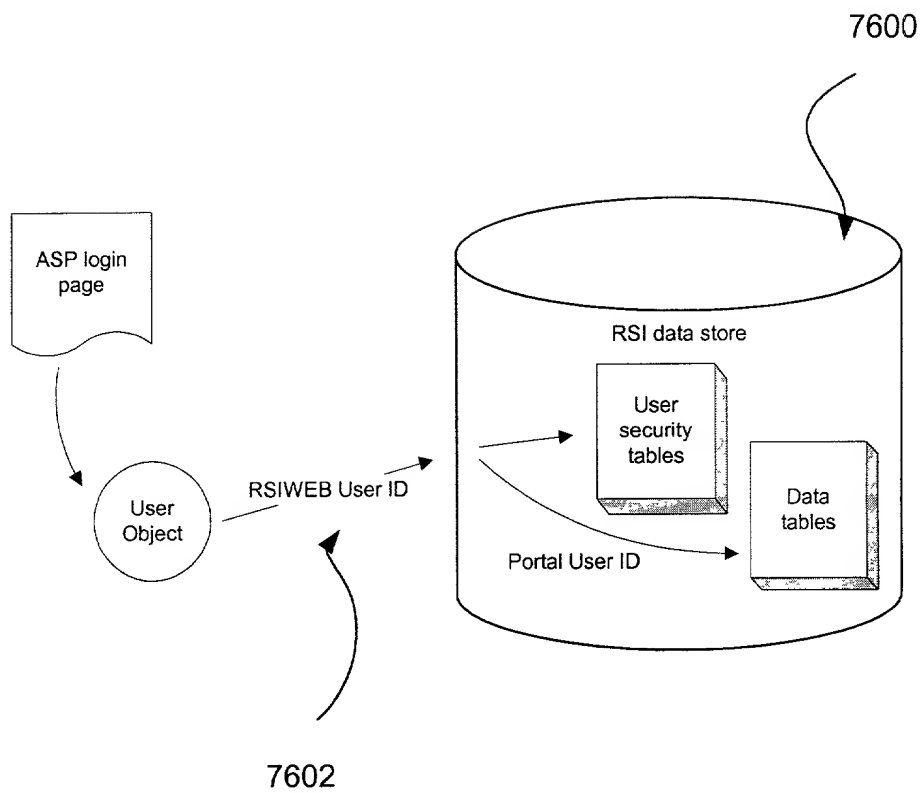 7600
ASP login
page
RSI data store
User
security
tables
RSIWEB User ID
User
Object
Data
tables
Portal User ID
7602